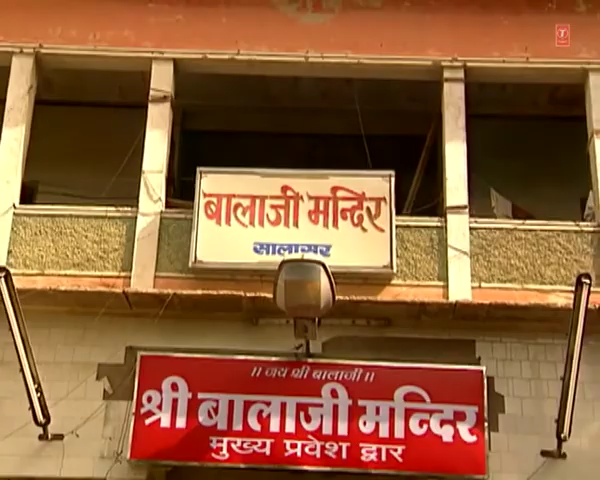 बालाजी मन्दिर
सालासर
।। जय श्री बालाजी ।।
श्री बालाजी मन्दिर
मुख्य प्रवेश द्वार